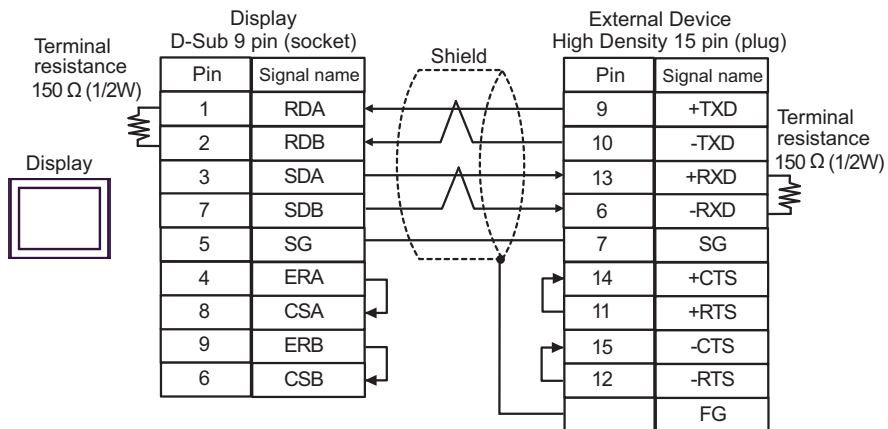 Display
D-Sub 9 pin (socket)
External Device
High Density 15 pin (plug)
Terminal
resistance
150 Ω (1/2W)
Shield
Terminal
resistance
150 Ω (1/2W)
Display
Pin Signal name
1 RDA
2 RDB
3 SDA
7 SDB
5 SG
4 ERA
8 CSA
9 ERB
6 CSB
Pin Signal name
9 +TXD
10 -TXD
13 +RXD
6 -RXD
7 SG
14 +CTS
11 +RTS
15 -CTS
12 -RTS
FG